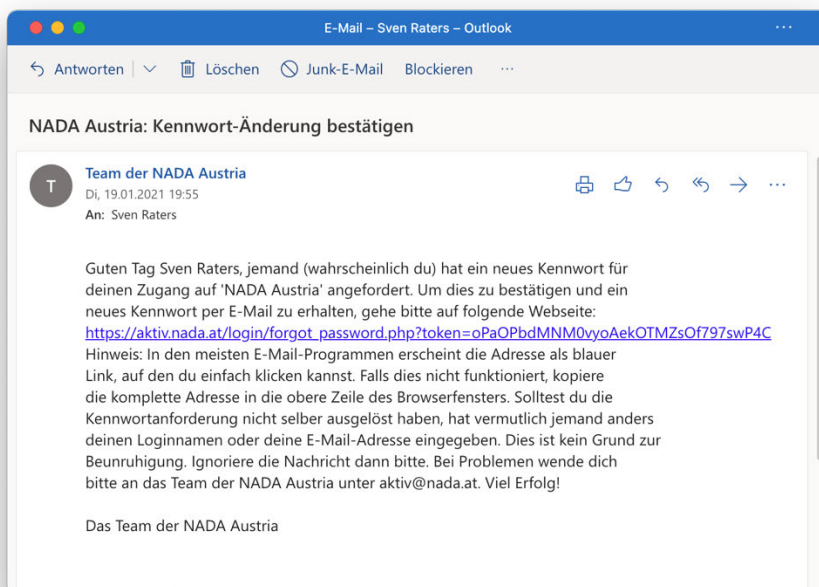 E-Mail – Sven Raters – Outlook
Antworten
Löschen
Junk-E-Mail
Blockieren
NADA Austria: Kennwort-Änderung bestätigen
T
Team der NADA Austria
Di, 19.01.2021 19:55
An: Sven Raters
Guten Tag Sven Raters, jemand (wahrscheinlich du) hat ein neues Kennwort für
deinen Zugang auf 'NADA Austria' angefordert. Um dies zu bestätigen und ein
neues Kennwort per E-Mail zu erhalten, gehe bitte auf folgende Webseite:
https://aktiv.nada.at/login/forgot_password.php?token=oPaOPbdMNM0vyoAekOTMZsOf797swP4C
Hinweis: In den meisten E-Mail-Programmen erscheint die Adresse als blauer
Link, auf den du einfach klicken kannst. Falls dies nicht funktioniert, kopiere
die komplette Adresse in die obere Zeile des Browserfensters. Solltest du die
Kennwortanforderung nicht selber ausgelöst haben, hat vermutlich jemand anders
deinen Loginnamen oder deine E-Mail-Adresse eingegeben. Dies ist kein Grund zur
Beunruhigung. Ignoriere die Nachricht dann bitte. Bei Problemen wende dich
bitte an das Team der NADA Austria unter aktiv@nada.at. Viel Erfolg!
Das Team der NADA Austria